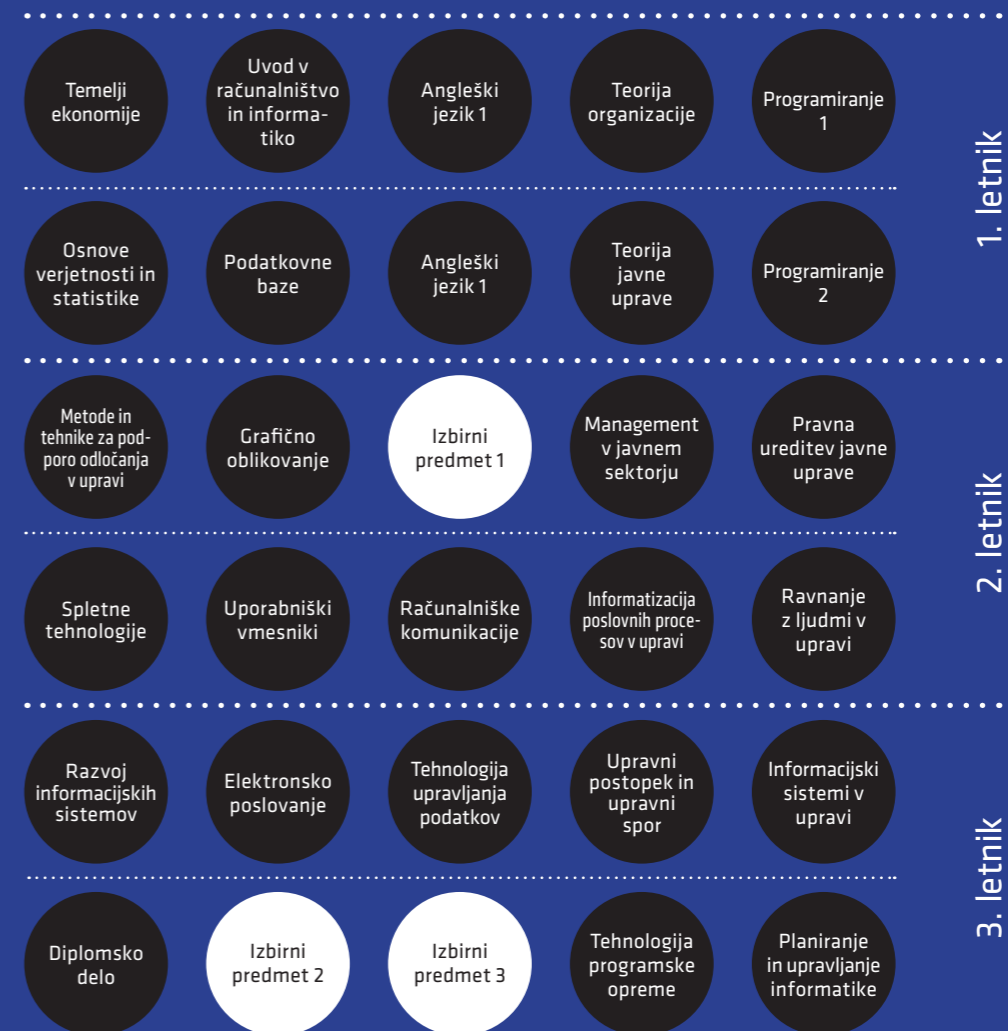 Temelji
ekonomije
Uvod v
računalništvo
in informa-
tiko
Angleški
jezik 1
Teorija
organizacije
Programiranje
1
1. letnik
Osnove
verjetnosti in
statistike
Podatkovne
baze
Angleški
jezik 1
Teorija
javne
uprave
Programiranje
2
Metode in
tehnike za pod-
poro odločanja
v upravi
Grafično
oblikovanje
Izbirni
predmet 1
Management
v javnem
sektorju
Pravna
ureditev javne
uprave
2. letnik
Spletne
tehnologije
Uporabniški
vmesniki
Računalniške
komunikacije
Informatizacija
poslovnih proce-
sov v upravi
Ravnanje
z ljudmi v
upravi
Razvoj
informacijskih
sistemov
Elektronsko
poslovanje
Tehnologija
upravljanja
podatkov
Upravni
postopek in
upravni
spor
Informacijski
sistemi v
upravi
3. letnik
Diplomsko
delo
Izbirni
predmet 2
Izbirni
predmet 3
Tehnologija
programske
opreme
Planiranje
in upravljanje
informatike